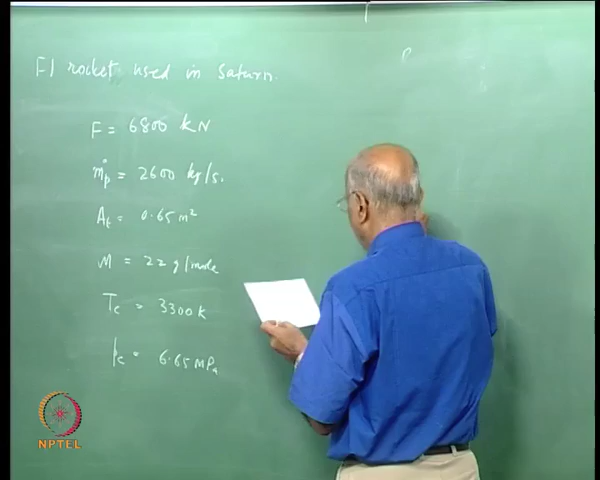 F1 rocket used in Saturn.
F = 6800 kN
ṁp = 2600 kg/s.
At = 0.65 m²
M = 22 g/mole
Tc = 3300 K
pc = 6.65 MPa
NPTEL